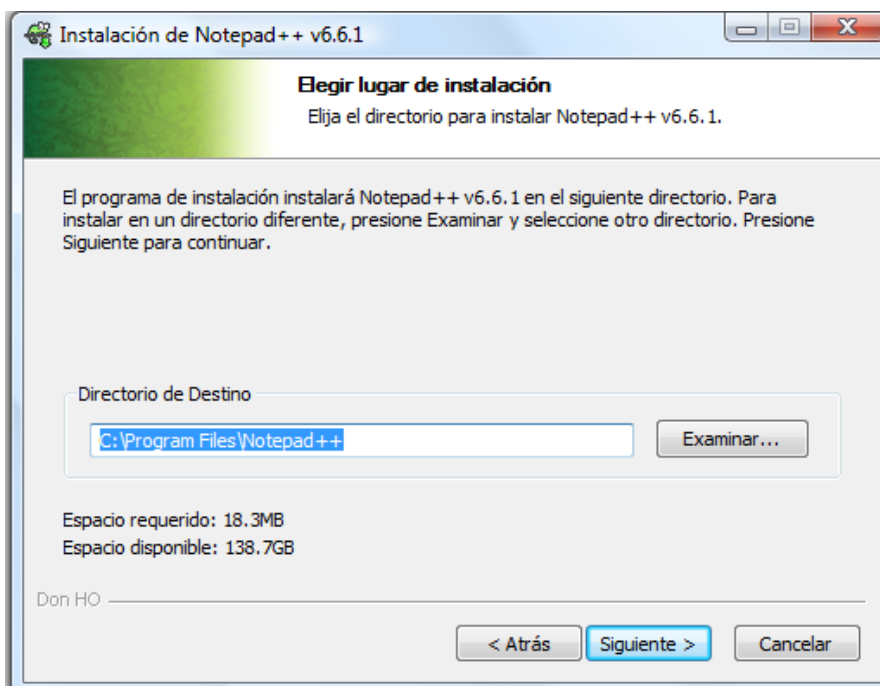 Instalación de Notepad++ v6.6.1
Elegir lugar de instalación
Elija el directorio para instalar Notepad++ v6.6.1.
El programa de instalación instalará Notepad++ v6.6.1 en el siguiente directorio. Para
instalar en un directorio diferente, presione Examinar y seleccione otro directorio. Presione
Siguiente para continuar.
Directorio de Destino
C:\Program Files\Notepad++
Examinar...
Espacio requerido: 18.3MB
Espacio disponible: 138.7GB
Don HO
< Atrás
Siguiente >
Cancelar